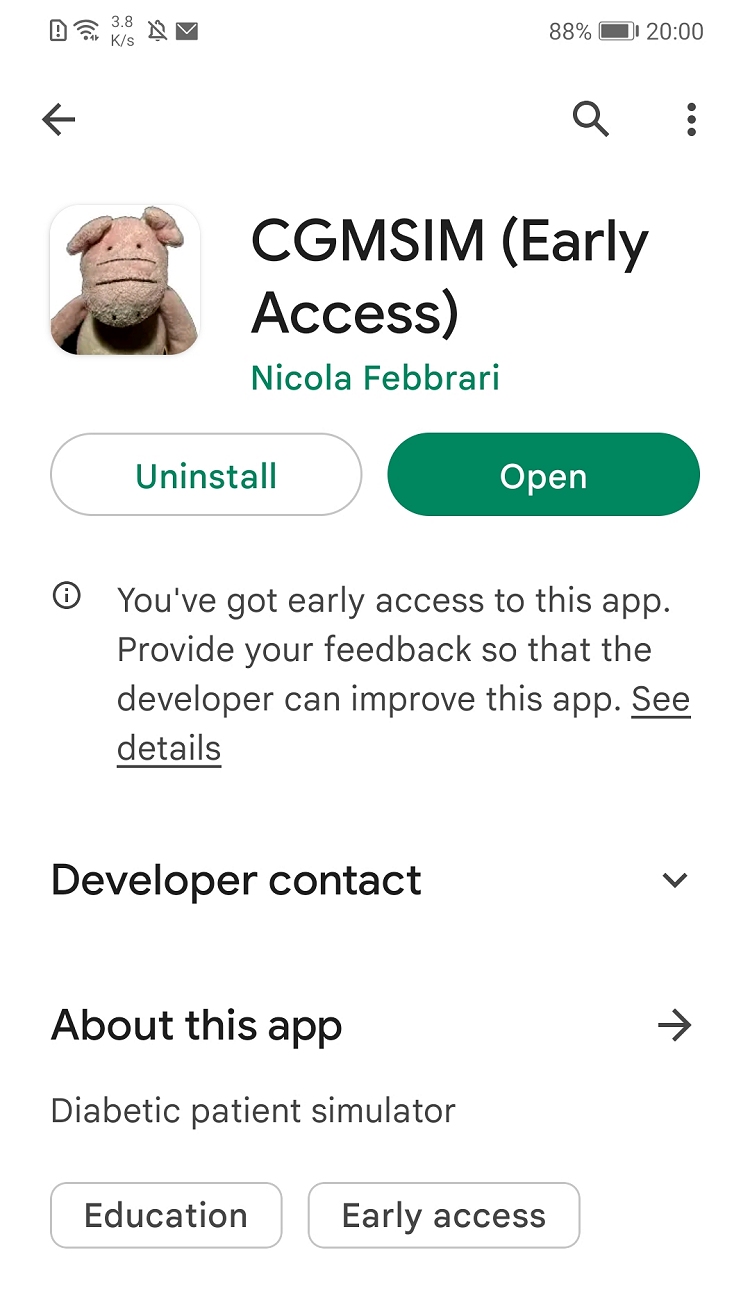 3.8
K/s
88%
20:00
CGMSIM (Early
Access)
Nicola Febbrari
Uninstall
Open
You've got early access to this app.
Provide your feedback so that the
developer can improve this app. See
details
Developer contact
About this app
Diabetic patient simulator
Education
Early access